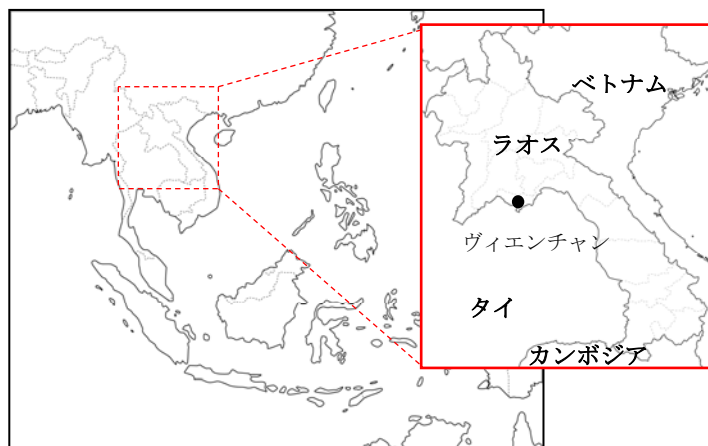 ベトナム
ラオス
ヴィエンチャン
タイ
カンボジア